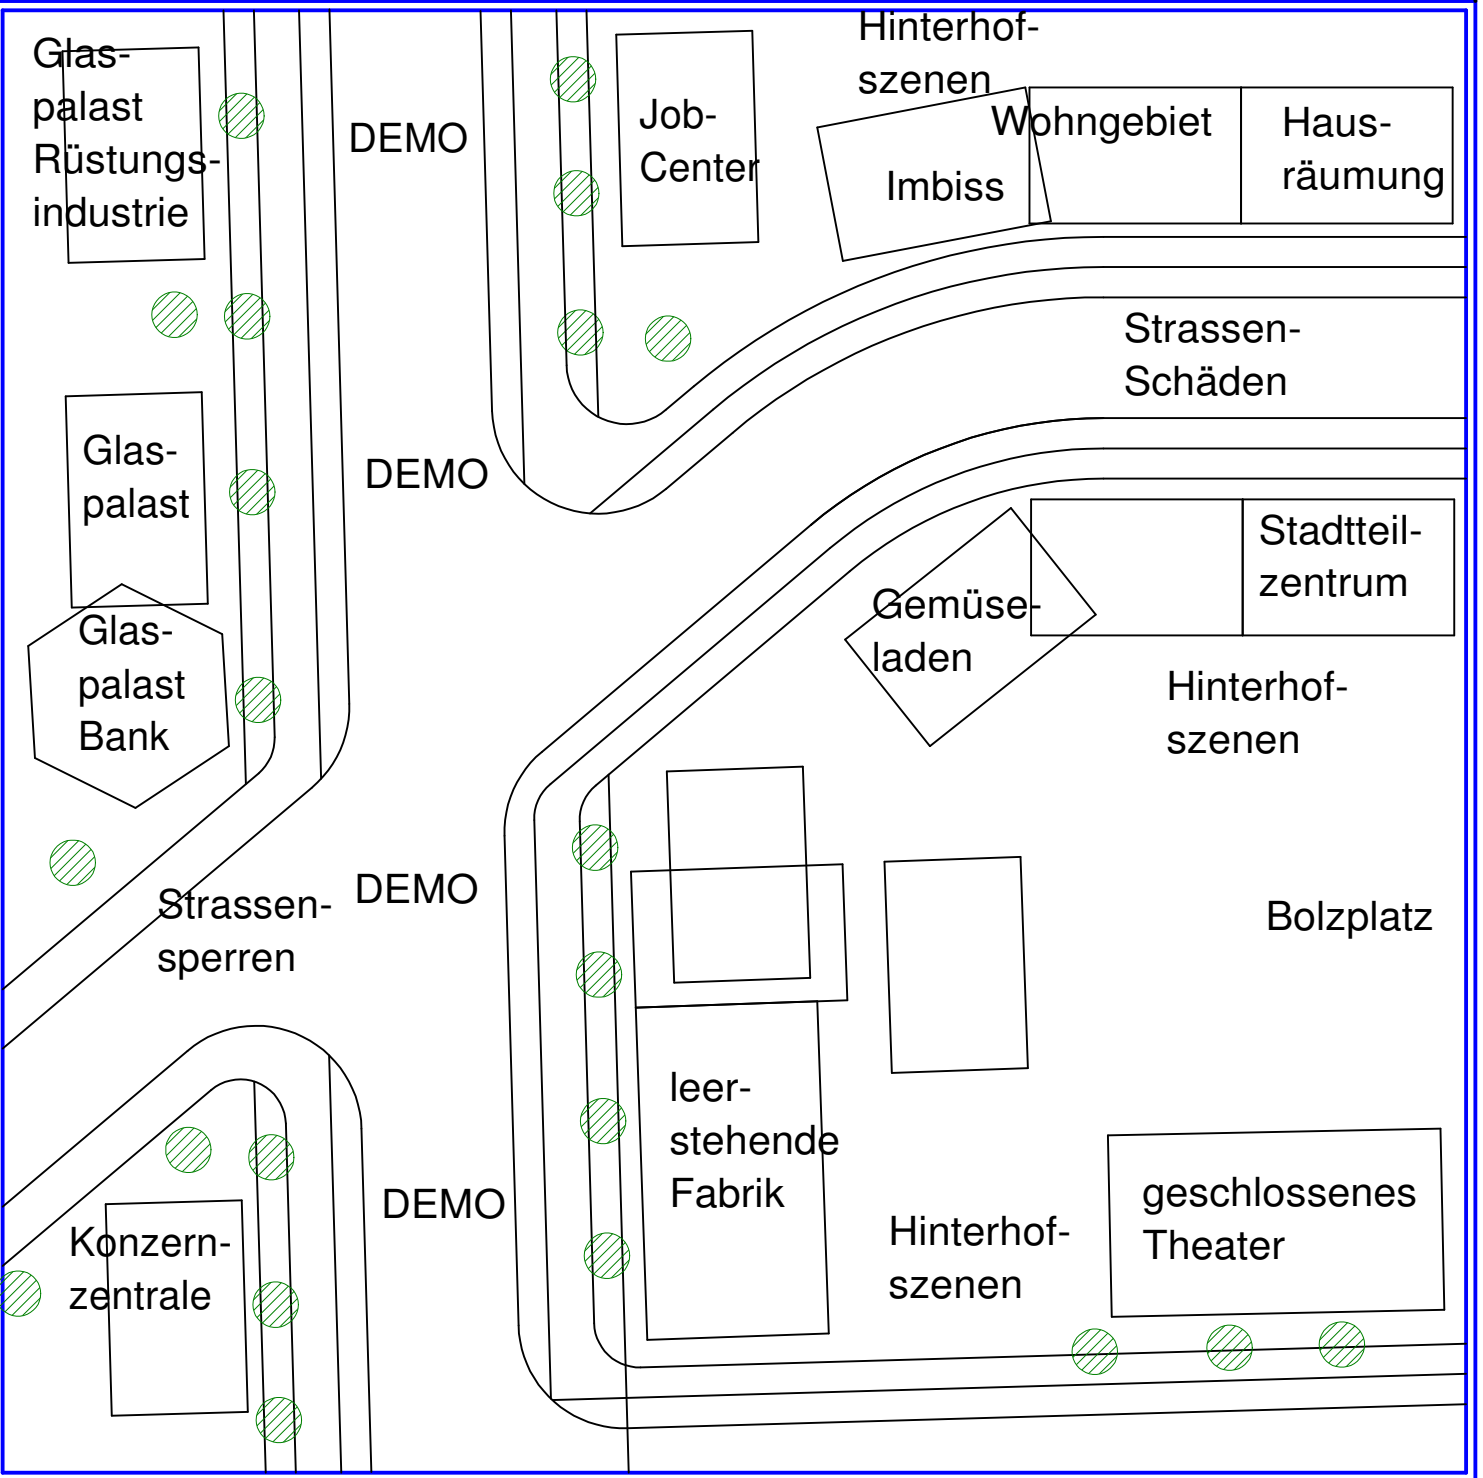 Glas-
palast
Rüstungs-
industrie
DEMO
Job-
Center
Hinterhof-
szenen
Wohngebiet
Imbiss
Haus-
räumung
Strassen-
Schäden
Glas-
palast
DEMO
Stadtteil-
zentrum
Gemüse-
laden
Glas-
palast
Bank
Hinterhof-
szenen
Strassen-
sperren
DEMO
Bolzplatz
leer-
stehende
Fabrik
DEMO
Hinterhof-
szenen
geschlossenes
Theater
Konzern-
zentrale